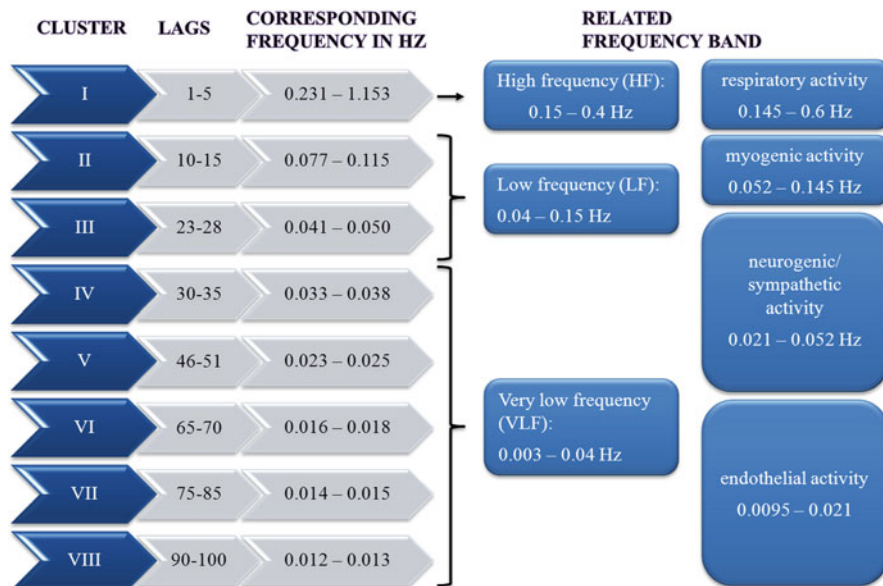 CLUSTER
LAGS
CORRESPONDING
FREQUENCY IN HZ
RELATED
FREQUENCY BAND
I
1-5
0.231 – 1.153
II
10-15
0.077 – 0.115
III
23-28
0.041 – 0.050
IV
30-35
0.033 – 0.038
V
46-51
0.023 – 0.025
VI
65-70
0.016 – 0.018
VII
75-85
0.014 – 0.015
VIII
90-100
0.012 – 0.013
High frequency (HF):
0.15 – 0.4 Hz
Low frequency (LF):
0.04 – 0.15 Hz
Very low frequency
(VLF):
0.003 – 0.04 Hz
respiratory activity
0.145 – 0.6 Hz
myogenic activity
0.052 – 0.145 Hz
neurogenic/
sympathetic
activity
0.021 – 0.052 Hz
endothelial activity
0.0095 – 0.021